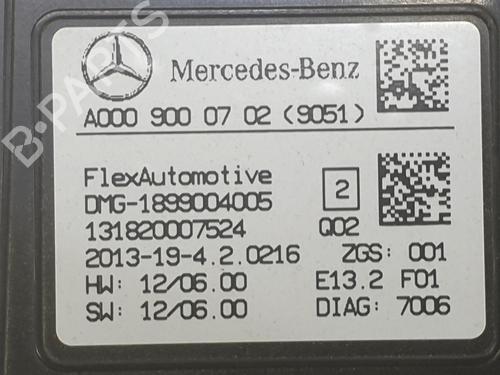 Mercedes-Benz
A000 900 07 02 (9051)
FlexAutomotive
2
DMG-1899004005
131820007524 Q02
2013-19-4.2.0216 ZGS: 001
HW: 12/06.00 E13.2 F01
SW: 12/06.00 DIAG: 7006
B-PARTS